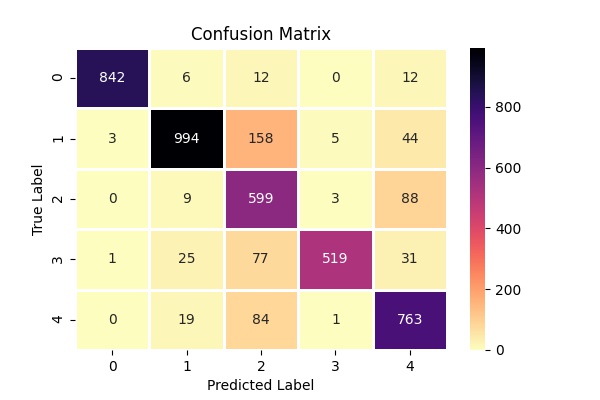 Confusion Matrix
0 842 6 12 0 12
1 3 994 158 5 44
2 0 9 599 3 88
3 1 25 77 519 31
4 0 19 84 1 763
0 1 2 3 4
Predicted Label
True Label
800
600
400
200
0